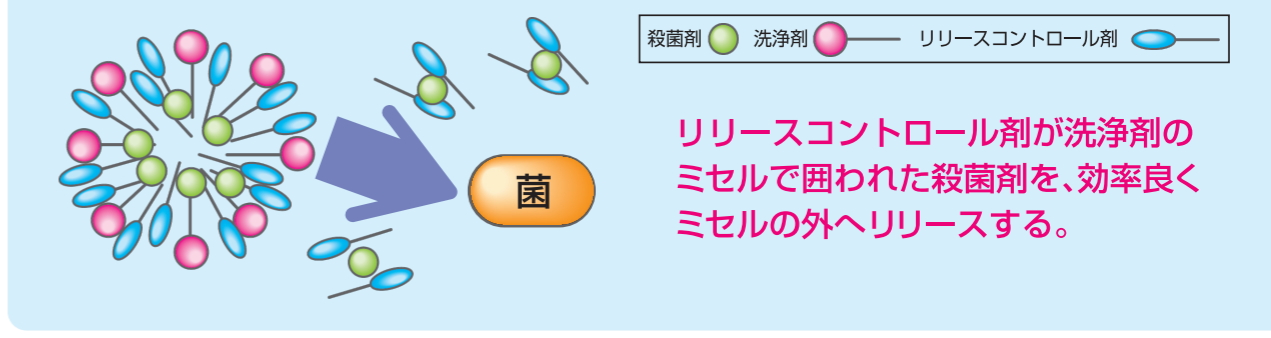 殺菌剤 洗浄剤 リリースコントロール剤
リリースコントロール剤が洗浄剤の
ミセルで囲われた殺菌剤を、効率良く
ミセルの外へリリースする。
菌